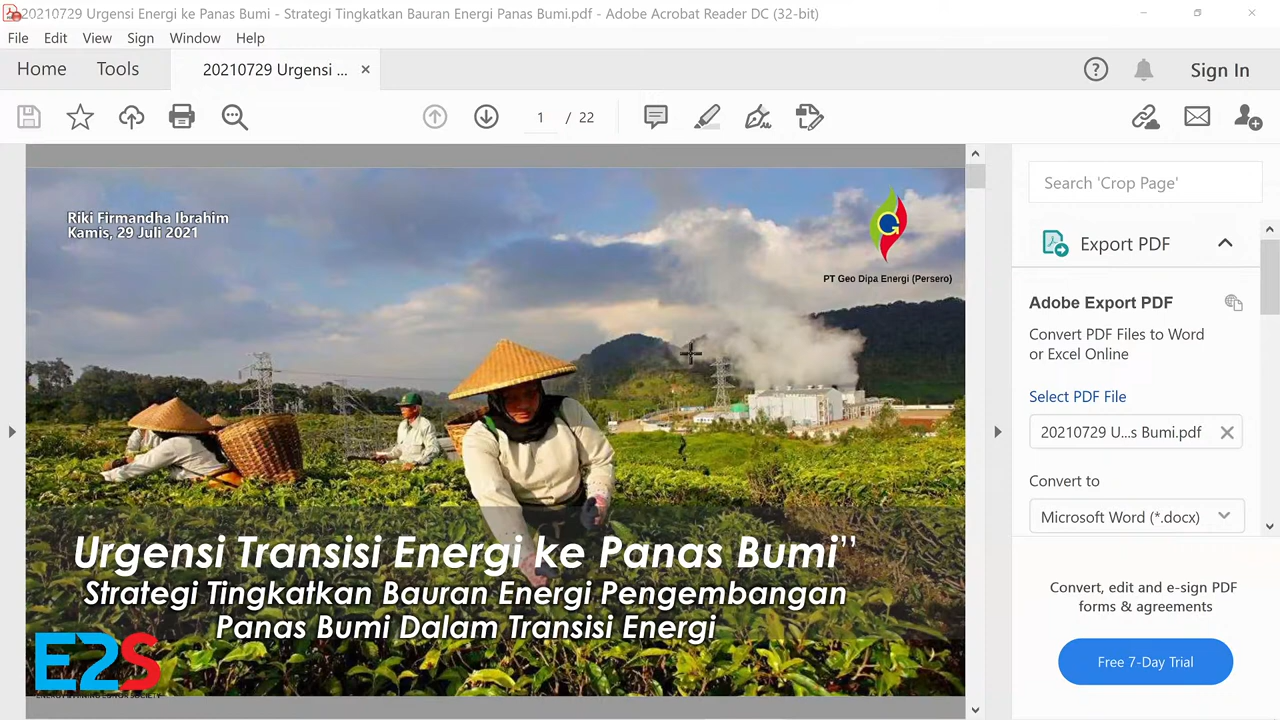 20210729 Urgensi Energi ke Panas Bumi - Strategi Tingkatkan Bauran Energi Panas Bumi.pdf - Adobe Acrobat Reader DC (32-bit)
File Edit View Sign Window Help
Home Tools 20210729 Urgensi ... Sign In
1 / 22
Riki Firmandha Ibrahim
Kamis, 29 Juli 2021
PT Geo Dipa Energi (Persero)
Urgensi Transisi Energi ke Panas Bumi”
Strategi Tingkatkan Bauran Energi Pengembangan
Panas Bumi Dalam Transisi Energi
E2S
Search 'Crop Page'
Export PDF
Adobe Export PDF
Convert PDF Files to Word
or Excel Online
Select PDF File
20210729 U...s Bumi.pdf
Convert to
Microsoft Word (*.docx)
Convert, edit and e-sign PDF
forms & agreements
Free 7-Day Trial